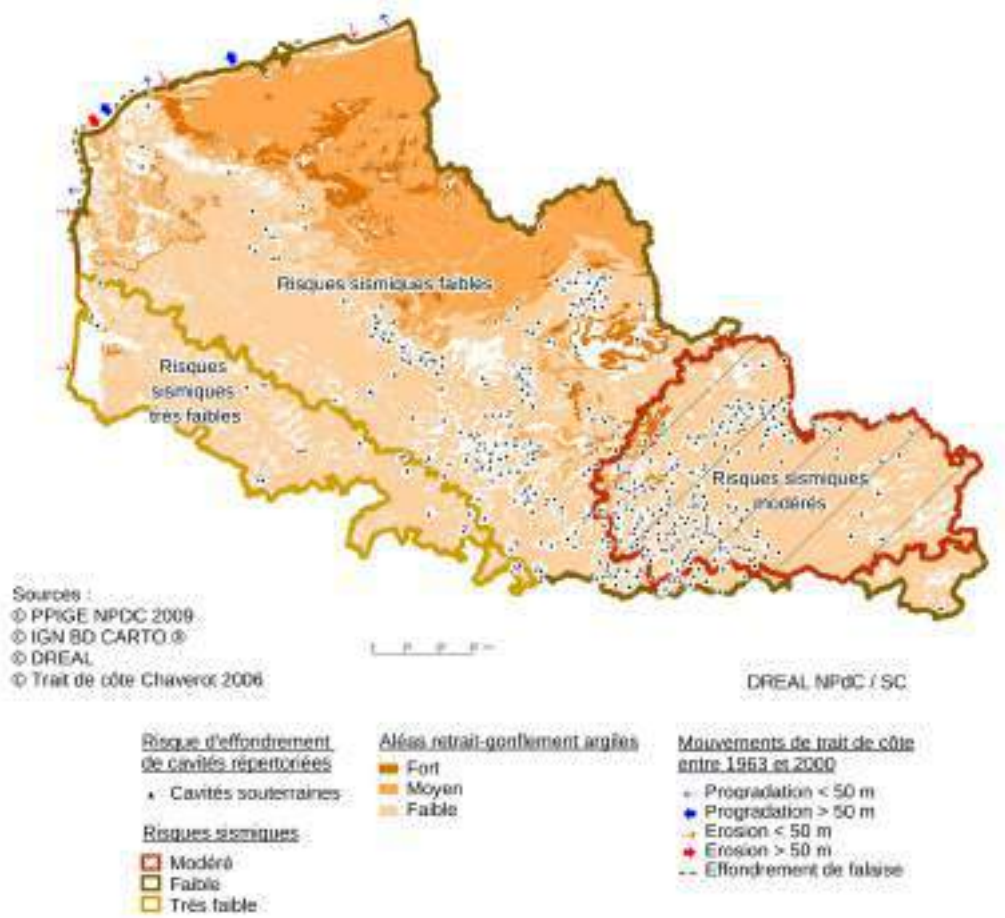 Risques sismiques faibles
Risques
sismiques
très faibles
Risques sismiques
modérés
Sources :
© PPIGE NPDC 2009
© IGN BD CARTO ®
© DREAL
© Trait de côte Chaverot 2006
DREAL NPdC / SC
Risque d'effondrement
de cavités répertoriées
Cavités souterraines
Risques sismiques
Modéré
Faible
Très faible
Aléas retrait-gonflement argiles
Fort
Moyen
Faible
Mouvements de trait de côte
entre 1963 et 2000
Progradation < 50 m
Progradation > 50 m
Erosion < 50 m
Erosion > 50 m
Effondrement de falaise